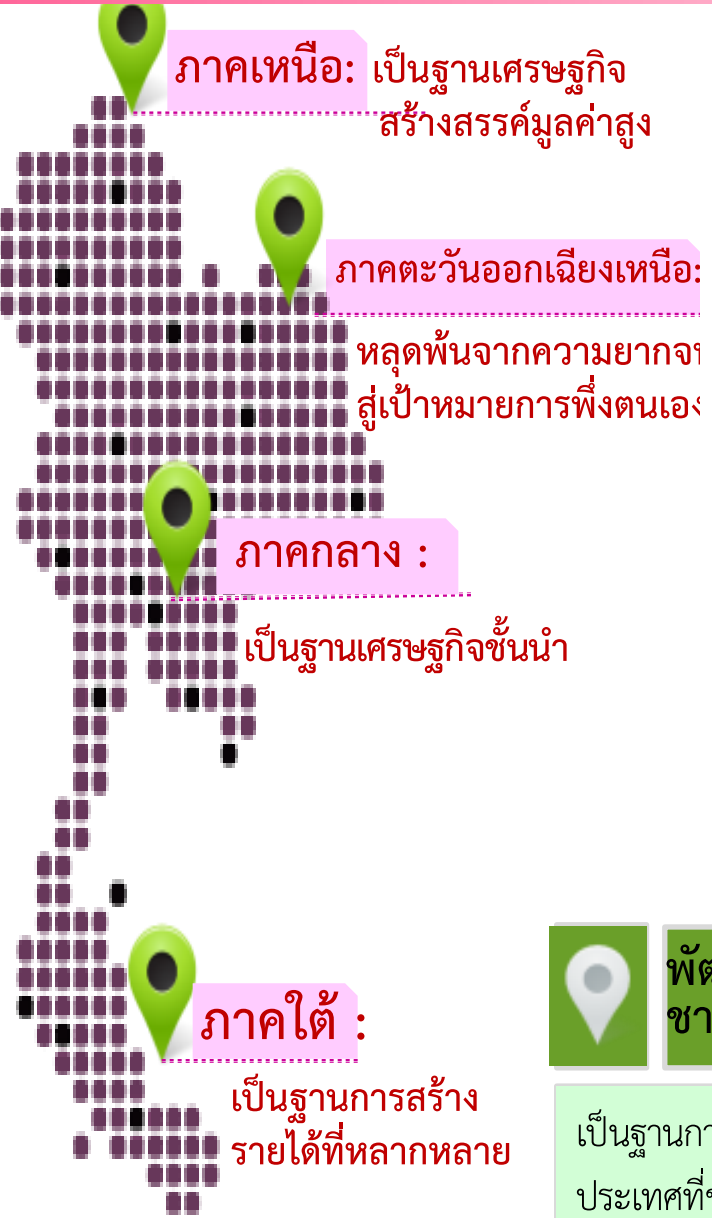 ภาคเหนือ: เป็นฐานเศรษฐกิจ
สร้างสรรค์มูลค่าสูง
ภาคตะวันออกเฉียงเหนือ:
หลุดพ้นจากความยากจน
สู่เป้าหมายการพึ่งตนเอง
ภาคกลาง :
เป็นฐานเศรษฐกิจชั้นนำ
ภาคใต้ :
เป็นฐานการสร้าง
รายได้ที่หลากหลาย
เป็นฐานกา
ประเทศที่